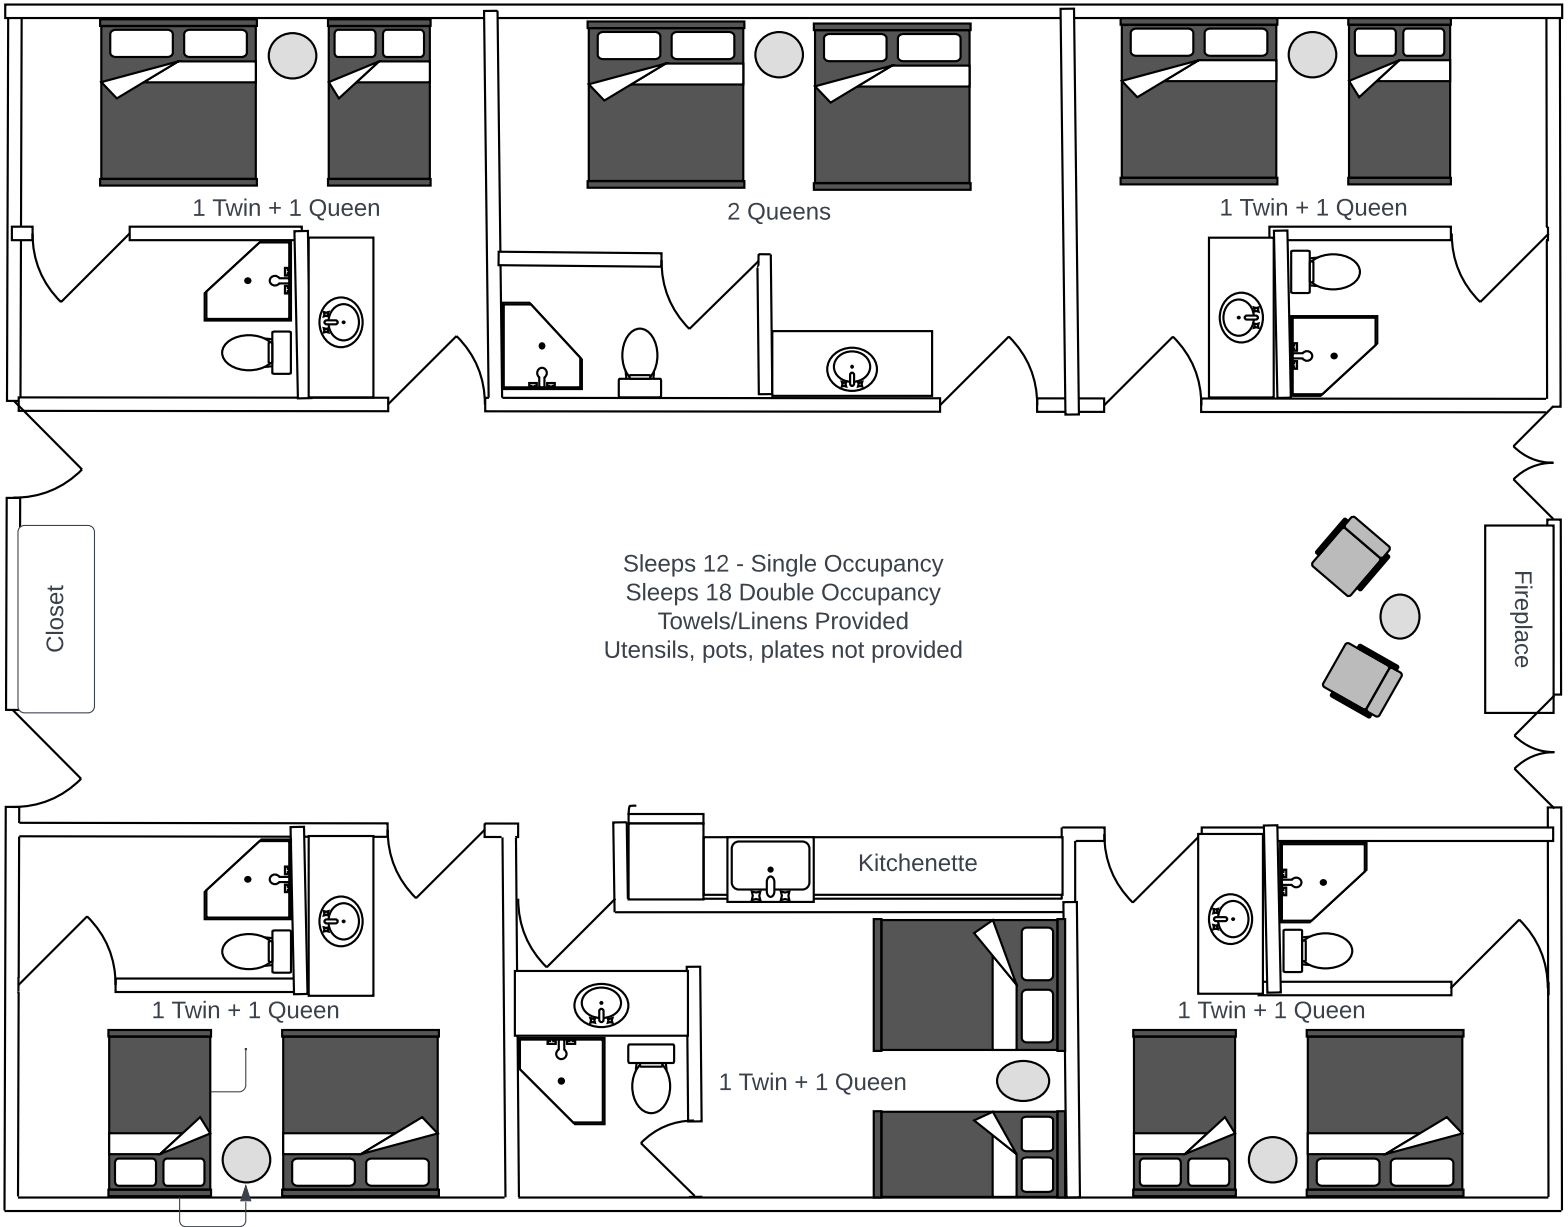 1 Twin + 1 Queen
2 Queens
1 Twin + 1 Queen
Closet
Sleeps 12 - Single Occupancy
Sleeps 18 Double Occupancy
Towels/Linens Provided
Utensils, pots, plates not provided
Fireplace
Kitchenette
1 Twin + 1 Queen
1 Twin + 1 Queen
1 Twin + 1 Queen